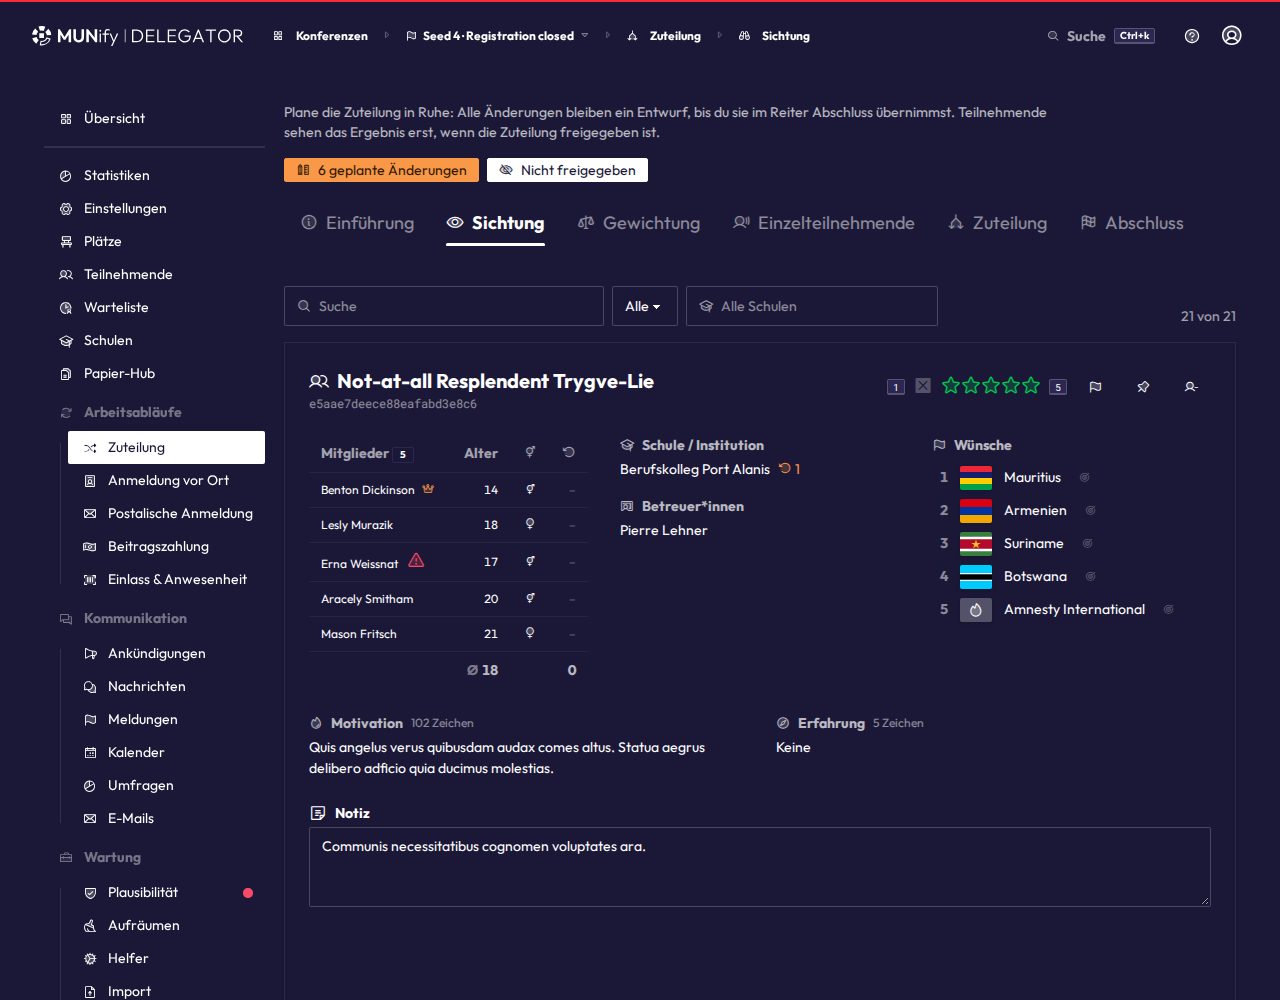 MUNify | DELEGATOR
Konferenzen
Seed 4 · Registration closed
Zuteilung
Sichtung
Suche Ctrl+k
Übersicht
Statistiken
Einstellungen
Plätze
Teilnehmende
Warteliste
Schulen
Papier-Hub
Arbeitsabläufe
Zuteilung
Anmeldung vor Ort
Postalische Anmeldung
Beitragszahlung
Einlass & Anwesenheit
Kommunikation
Ankündigungen
Nachrichten
Meldungen
Kalender
Umfragen
E-Mails
Wartung
Plausibilität
Aufräumen
Helfer
Import
Plane die Zuteilung in Ruhe: Alle Änderungen bleiben ein Entwurf, bis du sie im Reiter Abschluss übernimmst. Teilnehmende
sehen das Ergebnis erst, wenn die Zuteilung freigegeben ist.
6 geplante Änderungen
Nicht freigegeben
Einführung
Sichtung
Gewichtung
Einzelteilnehmende
Zuteilung
Abschluss
Suche
Alle
Alle Schulen
21 von 21
Not-at-all Resplendent Trygve-Lie
e5aae7deece88eafabd3e8c6
1
5
Mitglieder 5 Alter
Benton Dickinson 14 –
Lesly Murazik 18 –
Erna Weissnat 17 –
Aracely Smitham 20 –
Mason Fritsch 21 –
Ø 18 0
Schule / Institution
Berufskolleg Port Alanis 1
Betreuer*innen
Pierre Lehner
Wünsche
1 Mauritius
2 Armenien
3 Suriname
4 Botswana
5 Amnesty International
Motivation 102 Zeichen
Quis angelus verus quibusdam audax comes altus. Statua aegrus
delibero adficio quia ducimus molestias.
Erfahrung 5 Zeichen
Keine
Notiz
Communis necessitatibus cognomen voluptates ara.